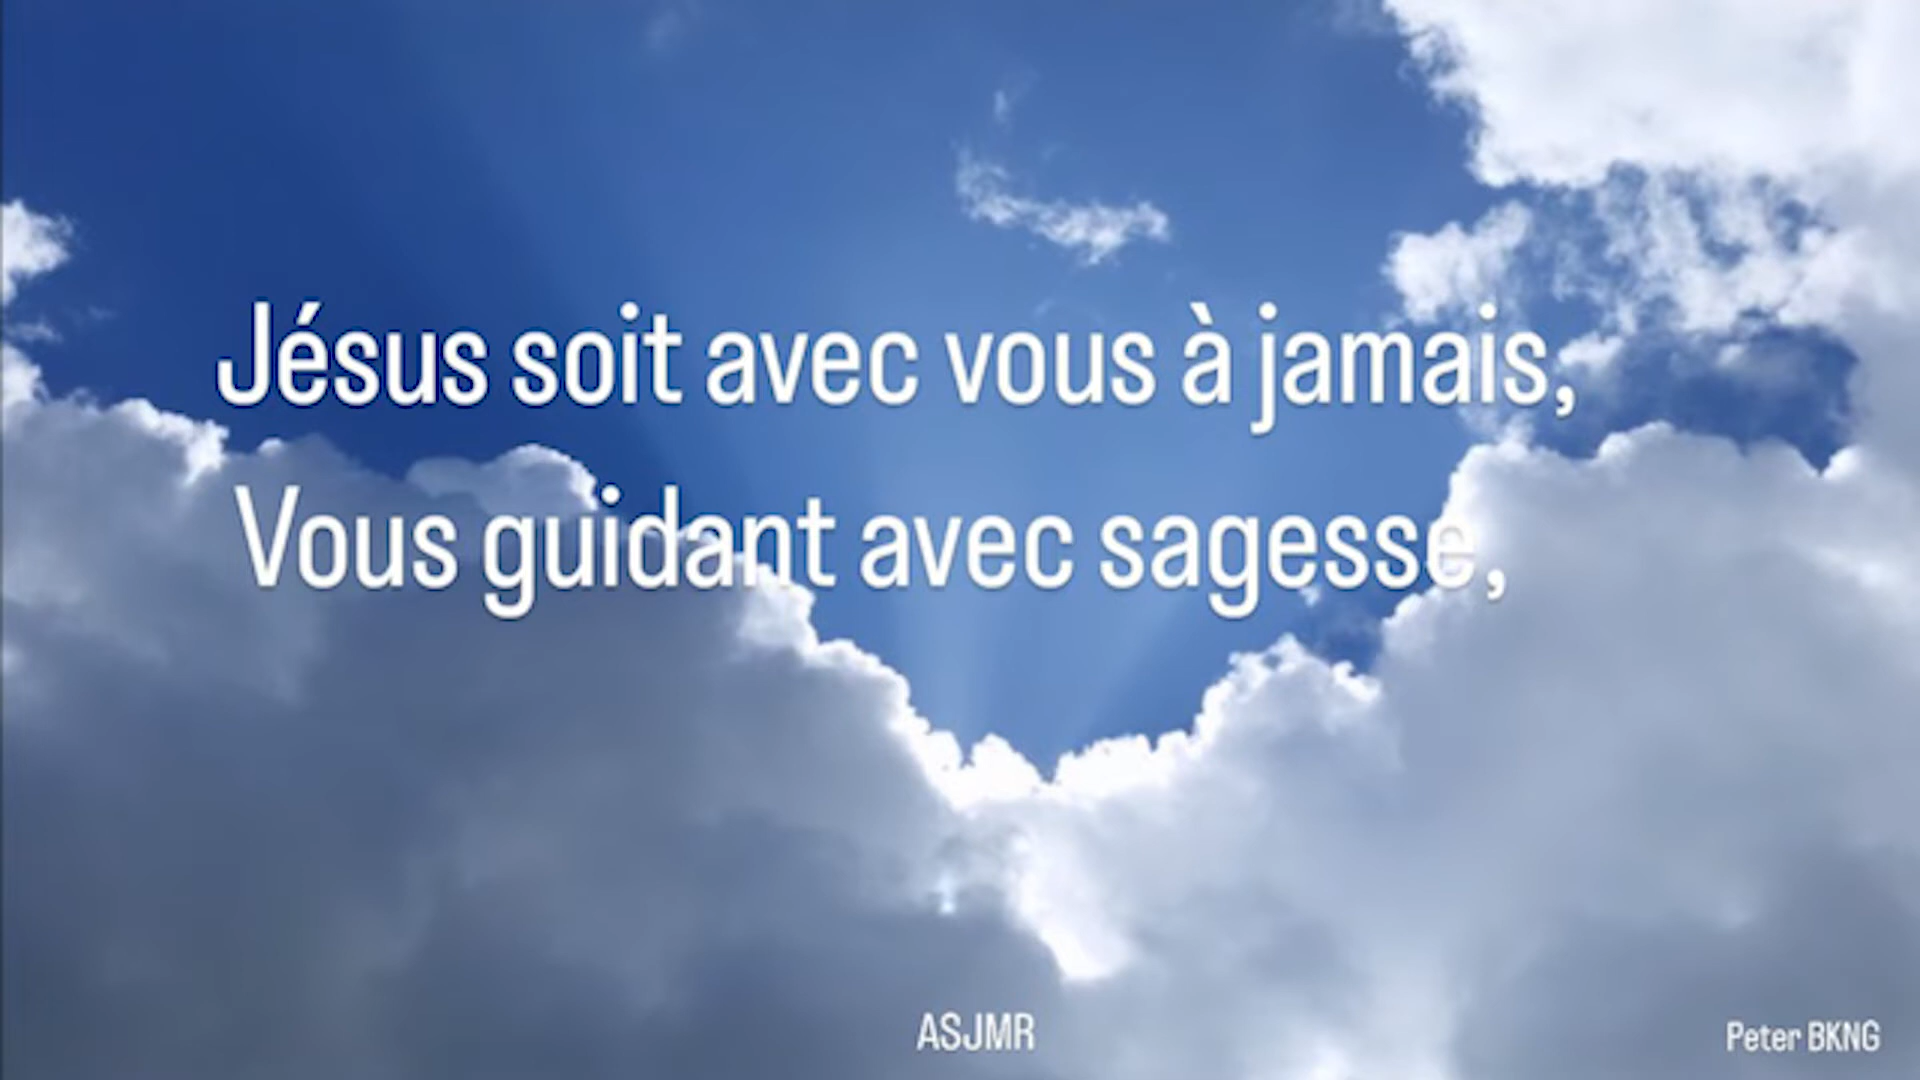 Jésus soit avec vous à jamais,
Vous guidant avec sagesse,
ASJMR
Peter BKNG